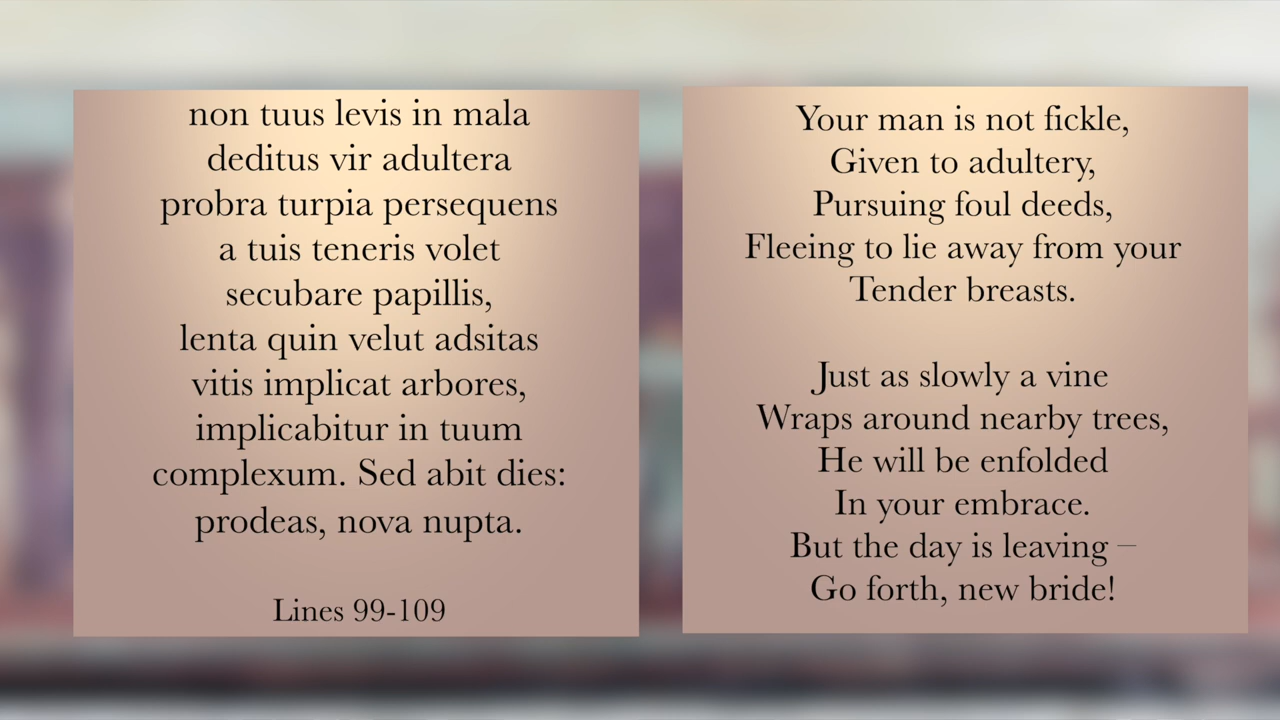 non tuus levis in mala
deditus vir adultera
probra turpia persequens
a tuis teneris volet
secubare papillis,
lenta quin velut adsitas
vitis implicat arbores,
implicabitur in tuum
complexum. Sed abit dies:
prodeas, nova nupta.
Lines 99-109
Your man is not fickle,
Given to adultery,
Pursuing foul deeds,
Fleeing to lie away from your
Tender breasts.
Just as slowly a vine
Wraps around nearby trees,
He will be enfolded
In your embrace.
But the day is leaving –
Go forth, new bride!